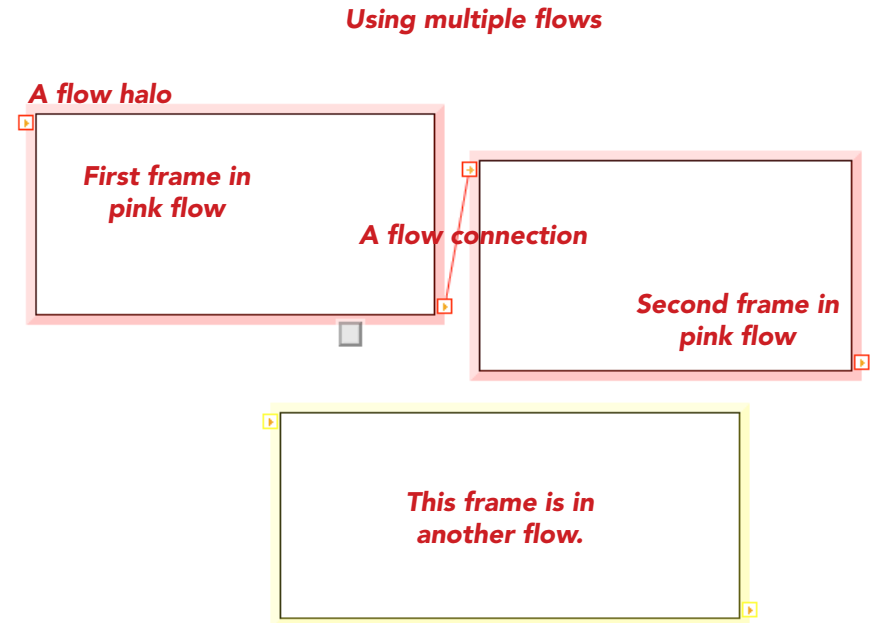 Using multiple flows
A flow halo
First frame in
pink flow
A flow connection
Second frame in
pink flow
This frame is in
another flow.